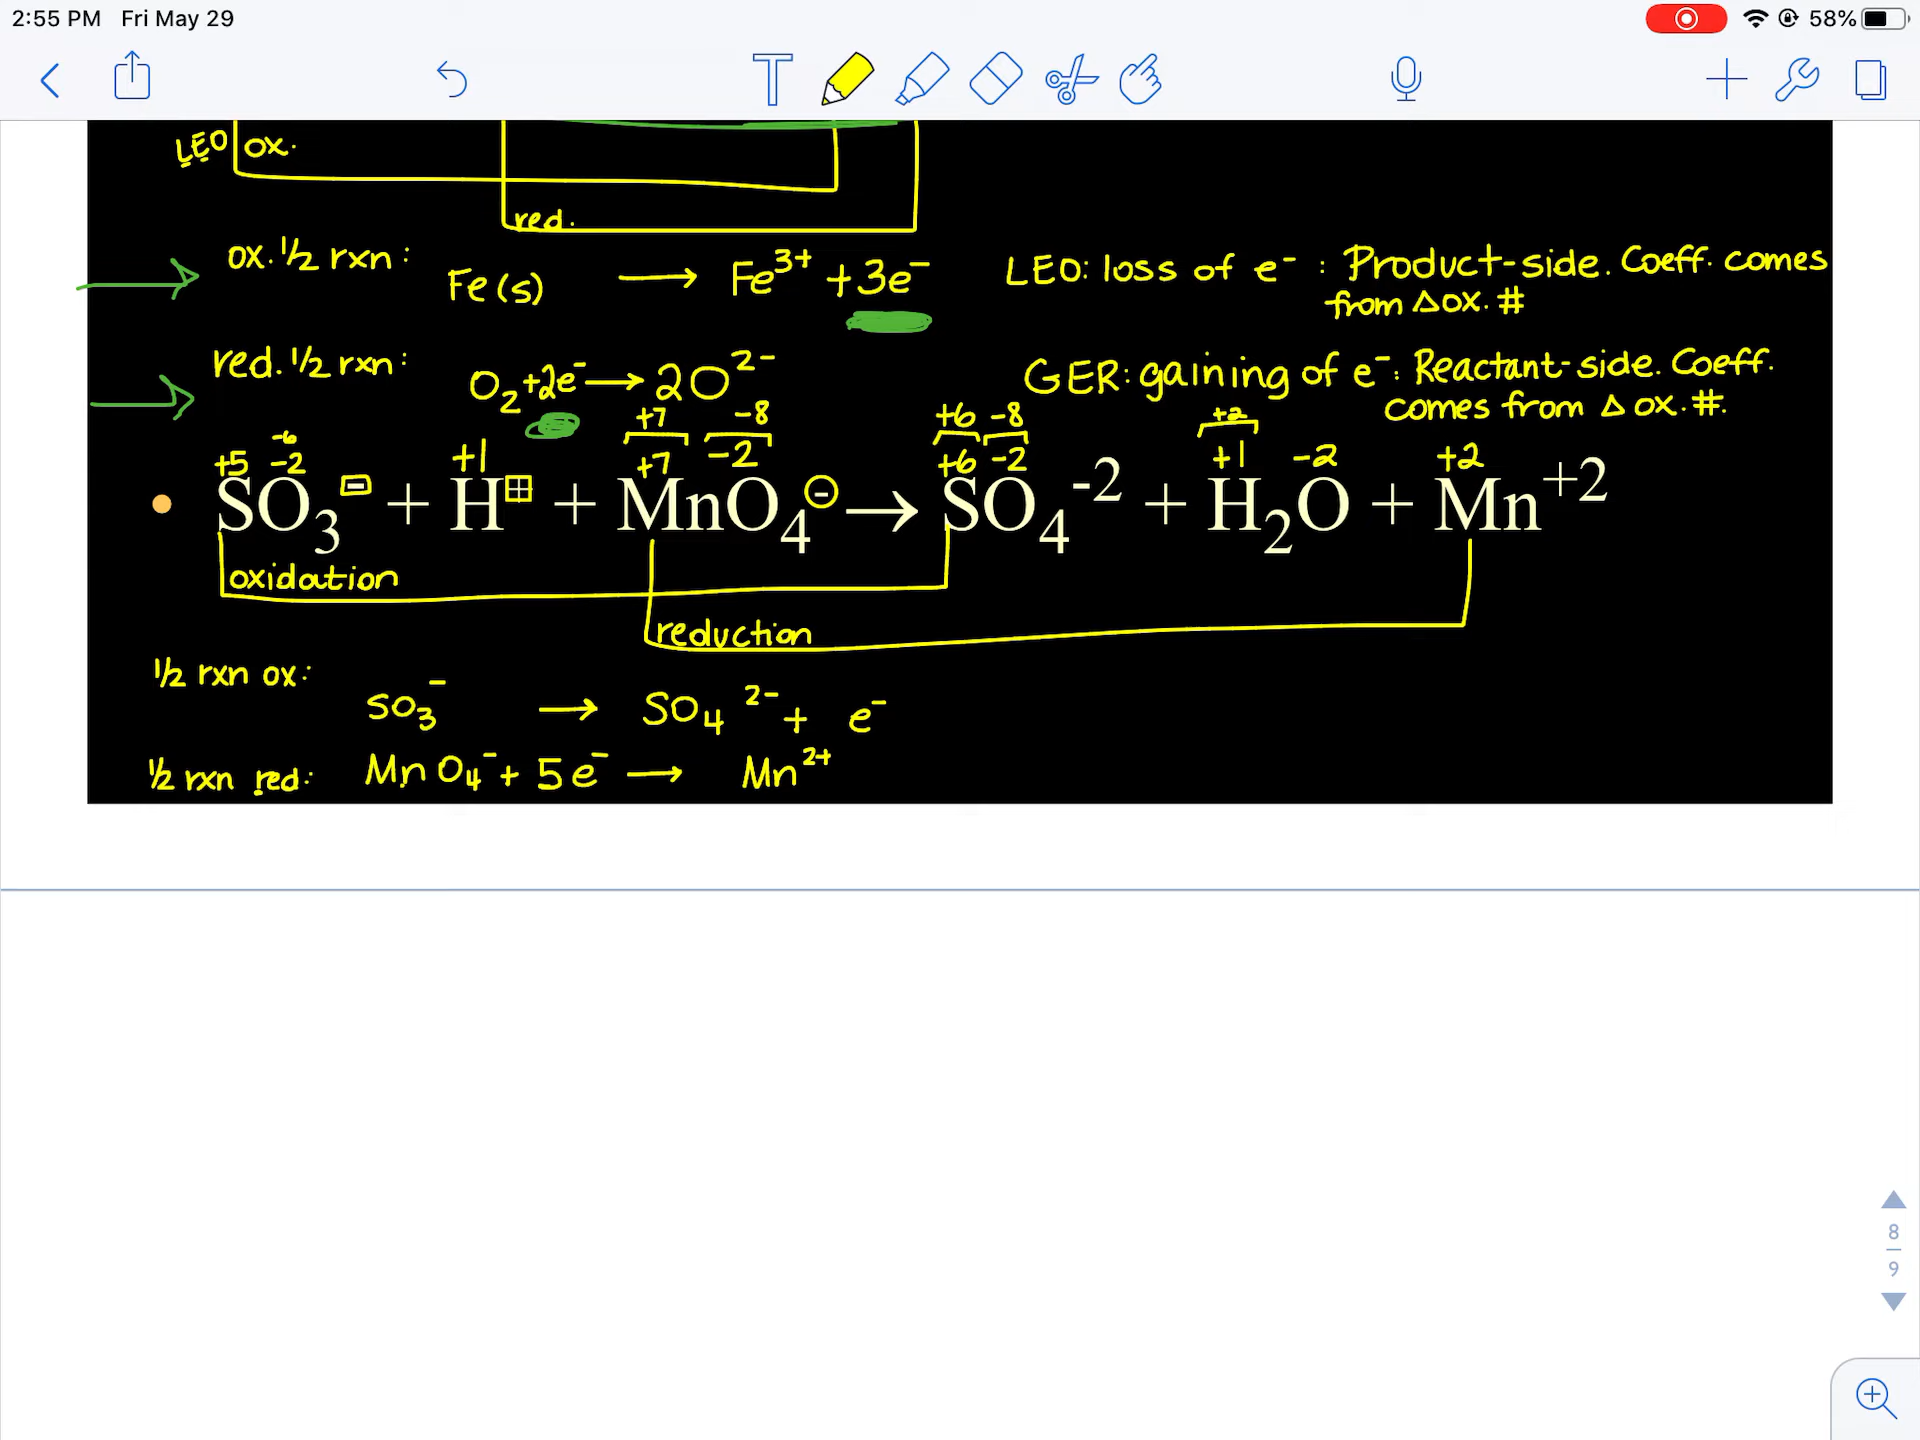 2:55 PM Fri May 29 58%
T
LEO ox.
red.
ox. 1/2 rxn: Fe(s) → Fe³⁺ + 3e⁻ LEO: loss of e⁻ : Product-side. Coeff. comes
from Δox. #
red. 1/2 rxn: O₂+2e⁻→2O²⁻ GER: gaining of e⁻: Reactant-side. Coeff.
comes from Δ ox. #.
-6 +7 -8 +6 -8 +2
+5 -2 +1 +7 -2 +6 -2 +1 -2 +2
• SO₃⁻ + H⁺ + MnO₄⁻ → SO₄⁻² + H₂O + Mn⁺²
oxidation
reduction
1/2 rxn ox:
SO₃⁻ → SO₄²⁻ + e⁻
1/2 rxn red: MnO₄⁻ + 5e⁻ → Mn²⁺
8
9